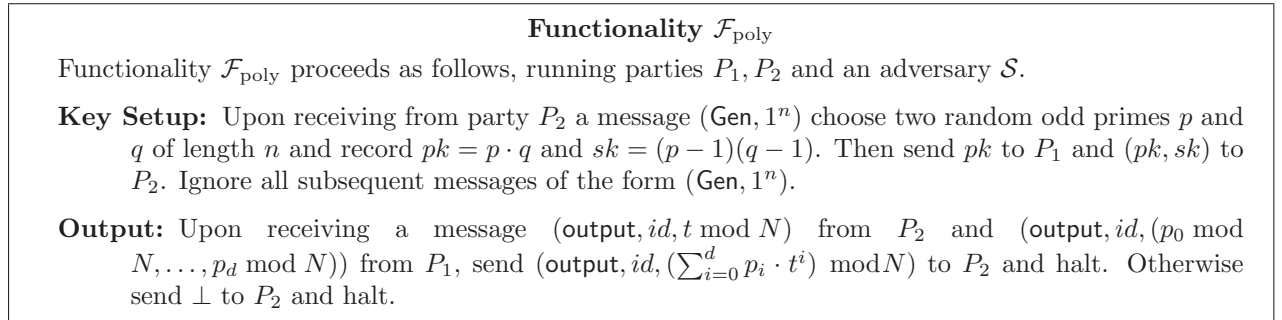 Functionality $\mathcal{F}_{\text{poly}}$
Functionality $\mathcal{F}_{\text{poly}}$ proceeds as follows, running parties $P_1, P_2$ and an adversary $\mathcal{S}$.
Key Setup: Upon receiving from party $P_2$ a message $(\mathsf{Gen}, 1^n)$ choose two random odd primes $p$ and
$q$ of length $n$ and record $pk = p \cdot q$ and $sk = (p-1)(q-1)$. Then send $pk$ to $P_1$ and $(pk, sk)$ to
$P_2$. Ignore all subsequent messages of the form $(\mathsf{Gen}, 1^n)$.
Output: Upon receiving a message $(\mathsf{output}, id, t \bmod N)$ from $P_2$ and $(\mathsf{output}, id, (p_0 \bmod$
$N, \ldots, p_d \bmod N))$ from $P_1$, send $(\mathsf{output}, id, (\sum_{i=0}^{d} p_i \cdot t^i) \bmod N)$ to $P_2$ and halt. Otherwise
send $\perp$ to $P_2$ and halt.